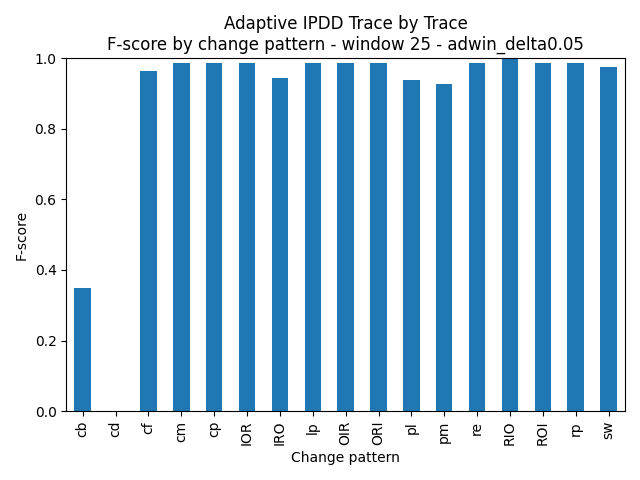 Adaptive IPDD Trace by Trace
F-score by change pattern - window 25 - adwin_delta0.05
1.0
0.8
0.6
0.4
0.2
0.0
F-score
cb
cd
cf
cm
cp
IOR
IRO
lp
OIR
ORI
pl
pm
re
RIO
ROI
rp
sw
Change pattern